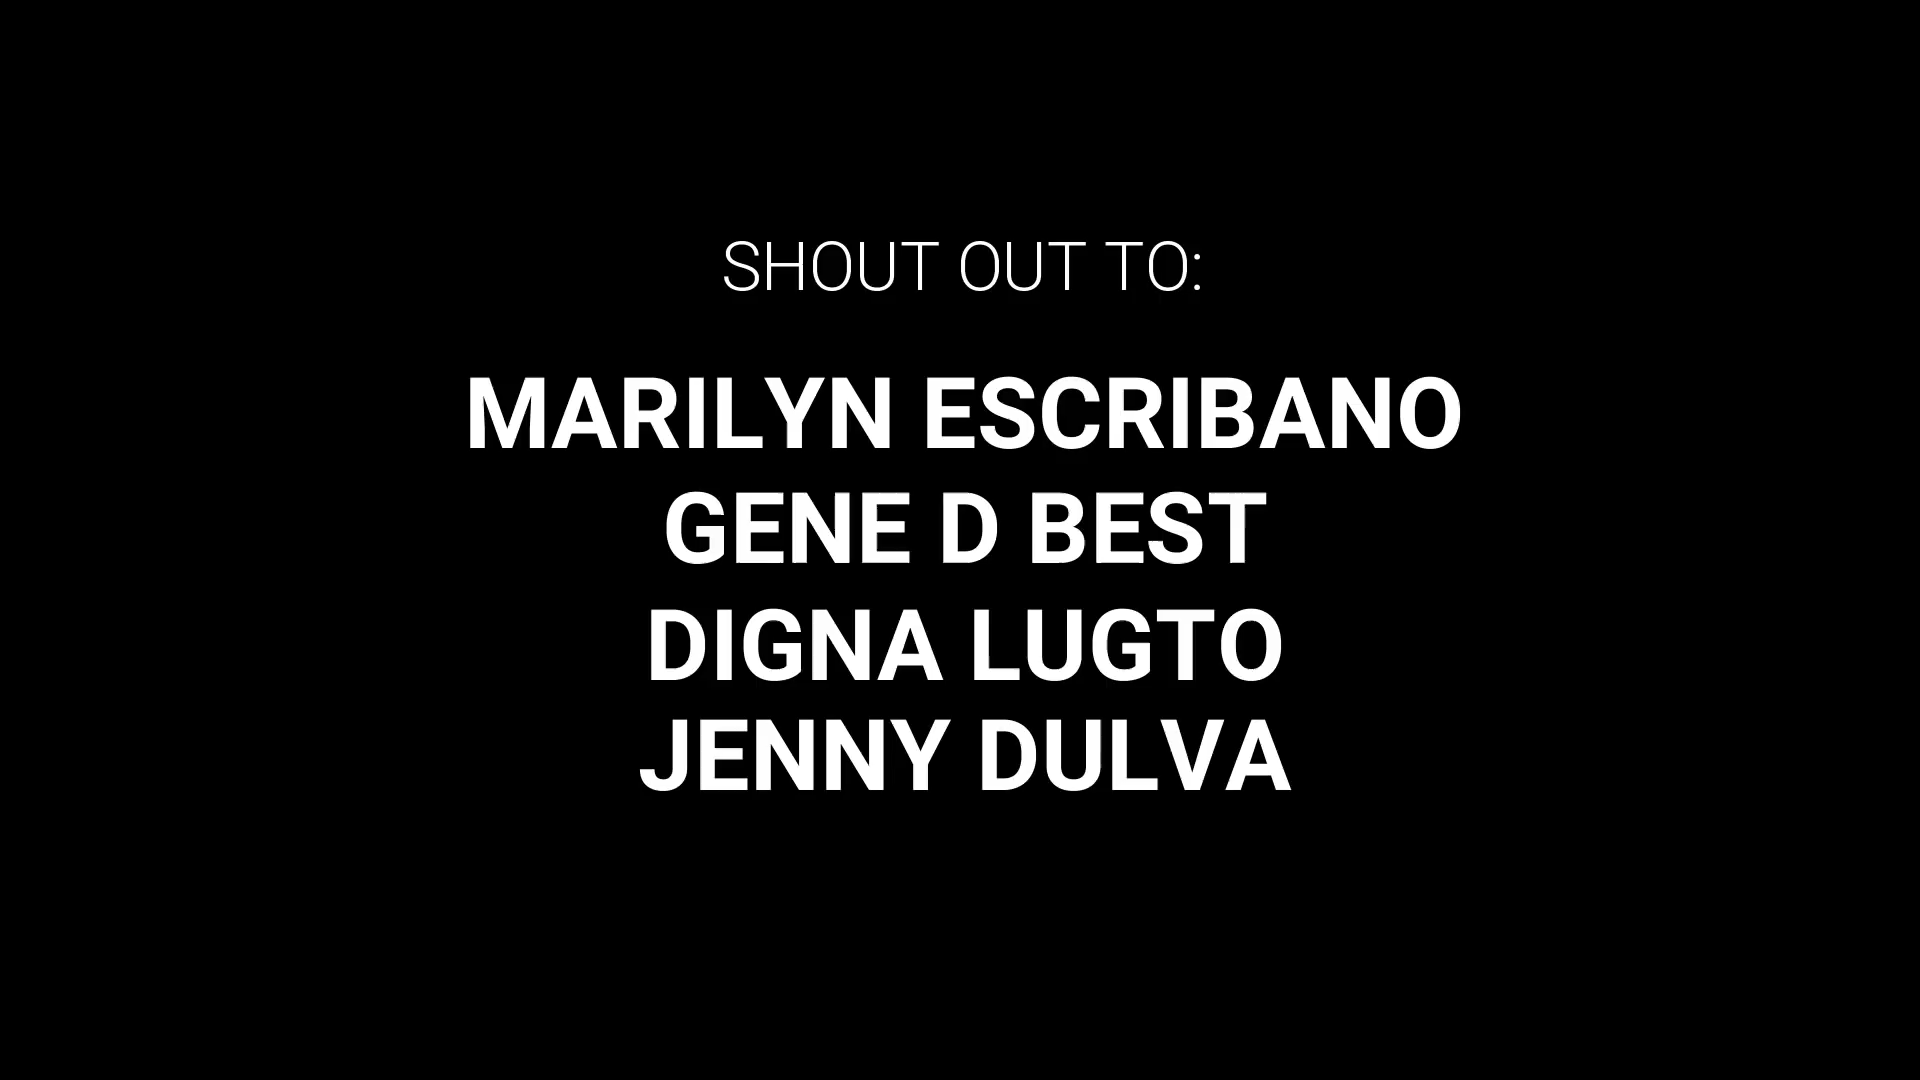 SHOUT OUT TO:
MARILYN ESCRIBANO
GENE D BEST
DIGNA LUGTO
JENNY DULVA